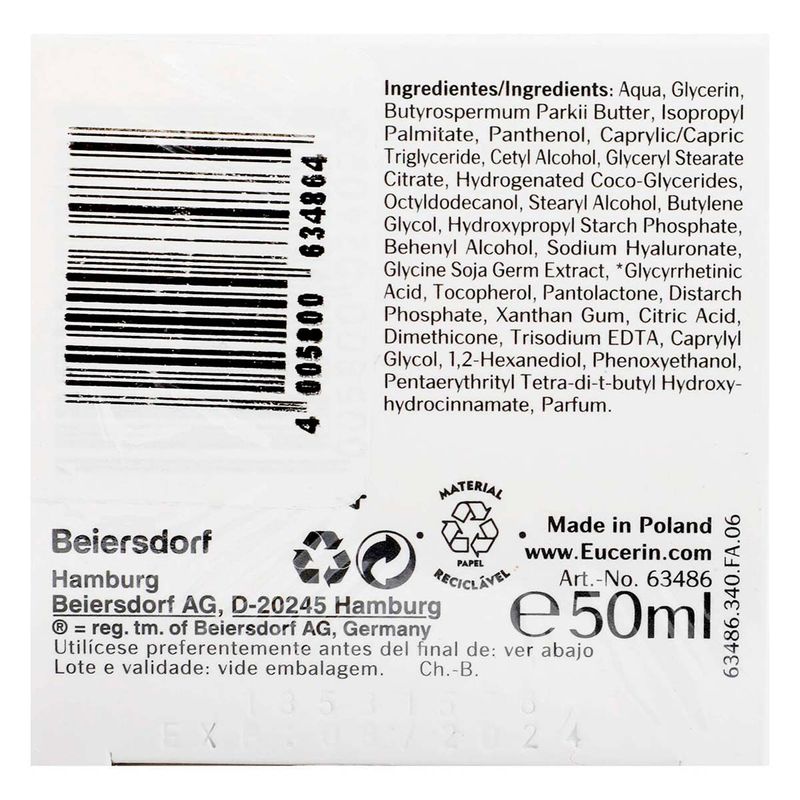 Ingredientes/Ingredients: Aqua, Glycerin,
Butyrospermum Parkii Butter, Isopropyl
Palmitate, Panthenol, Caprylic/Capric
Triglyceride, Cetyl Alcohol, Glyceryl Stearate
Citrate, Hydrogenated Coco-Glycerides,
Octyldodecanol, Stearyl Alcohol, Butylene
Glycol, Hydroxypropyl Starch Phosphate,
Behenyl Alcohol, Sodium Hyaluronate,
Glycine Soja Germ Extract, *Glycyrrhetinic
Acid, Tocopherol, Pantolactone, Distarch
Phosphate, Xanthan Gum, Citric Acid,
Dimethicone, Trisodium EDTA, Caprylyl
Glycol, 1,2-Hexanediol, Phenoxyethanol,
Pentaerythrityl Tetra-di-t-butyl Hydroxy-
hydrocinnamate, Parfum.
4 005800 634864
MATERIAL
PAPEL
RECICLÁVEL
Beiersdorf
Hamburg
Beiersdorf AG, D-20245 Hamburg
® = reg. tm. of Beiersdorf AG, Germany
Made in Poland
www.Eucerin.com
Art.-No. 63486
℮50ml
63486.340.FA.06
Utilícese preferentemente antes del final de: ver abajo
Lote e validade: vide embalagem. Ch.-B.
EXP.: